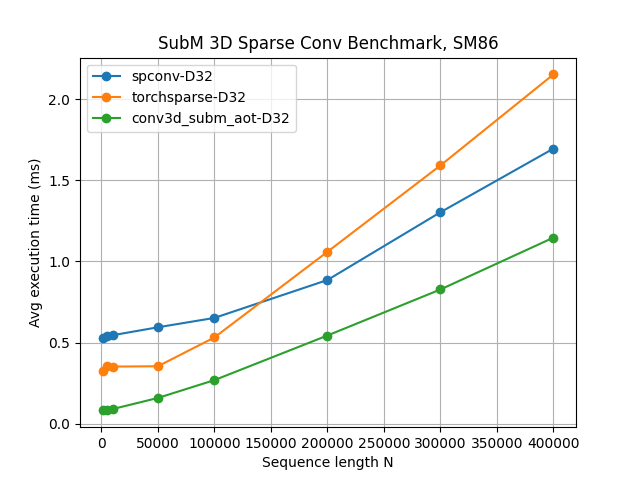 SubM 3D Sparse Conv Benchmark, SM86
spconv-D32
torchsparse-D32
conv3d_subm_aot-D32
Avg execution time (ms)
2.0
1.5
1.0
0.5
0.0
0 50000 100000 150000 200000 250000 300000 350000 400000
Sequence length N